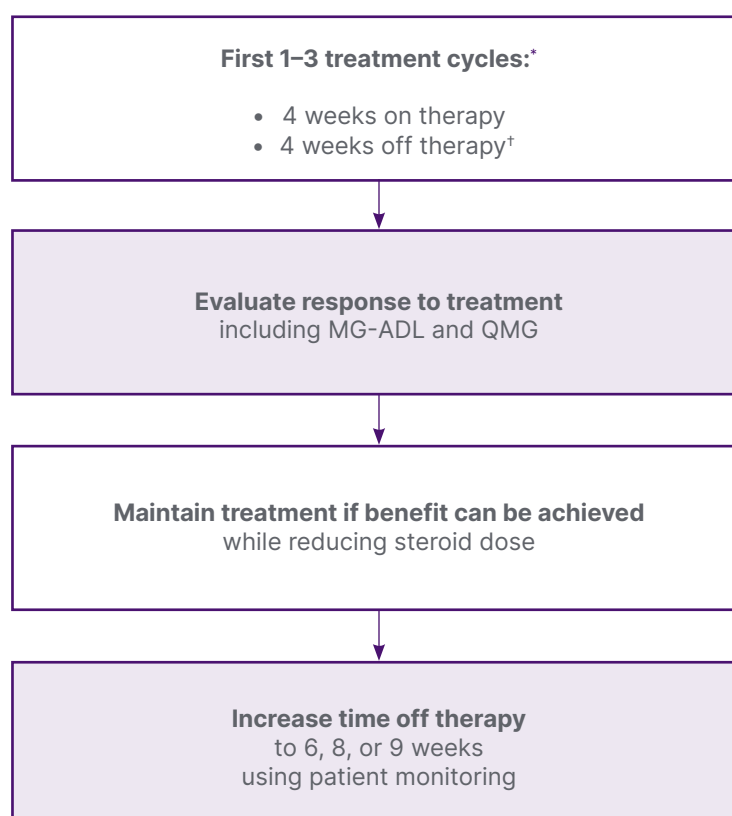 First 1–3 treatment cycles:*
• 4 weeks on therapy
• 4 weeks off therapy†
Evaluate response to treatment
including MG-ADL and QMG
Maintain treatment if benefit can be achieved
while reducing steroid dose
Increase time off therapy
to 6, 8, or 9 weeks
using patient monitoring